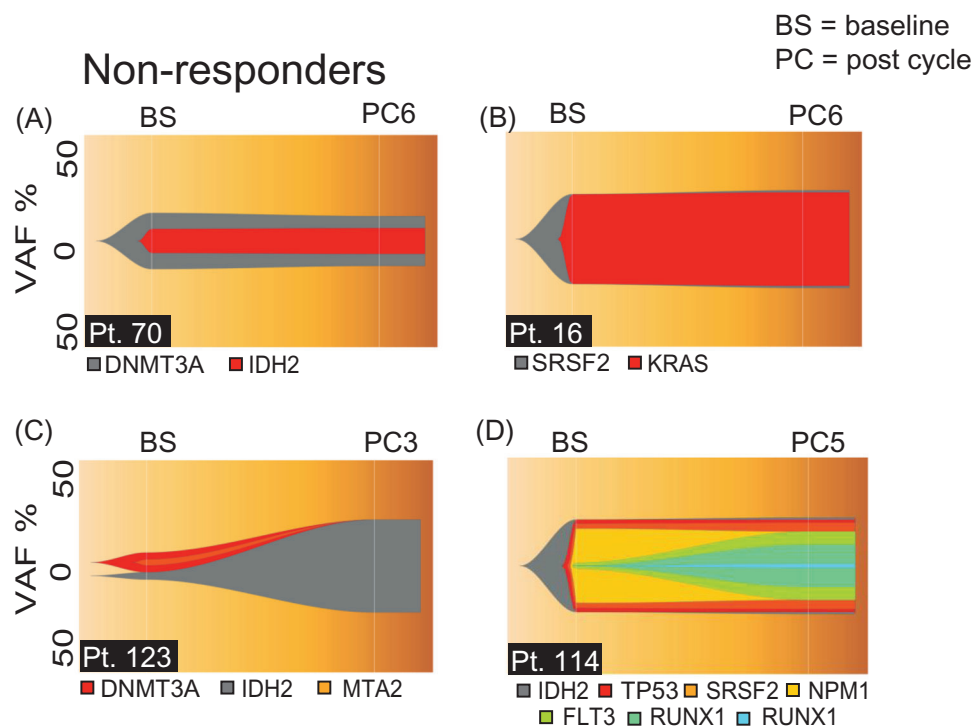 BS = baseline
PC = post cycle
Non-responders
(A) BS PC6
50
0
50
VAF %
Pt. 70
DNMT3A IDH2
(B) BS PC6
Pt. 16
SRSF2 KRAS
(C) BS PC3
50
0
50
VAF %
Pt. 123
DNMT3A IDH2 MTA2
(D) BS PC5
Pt. 114
IDH2 TP53 SRSF2 NPM1
FLT3 RUNX1 RUNX1